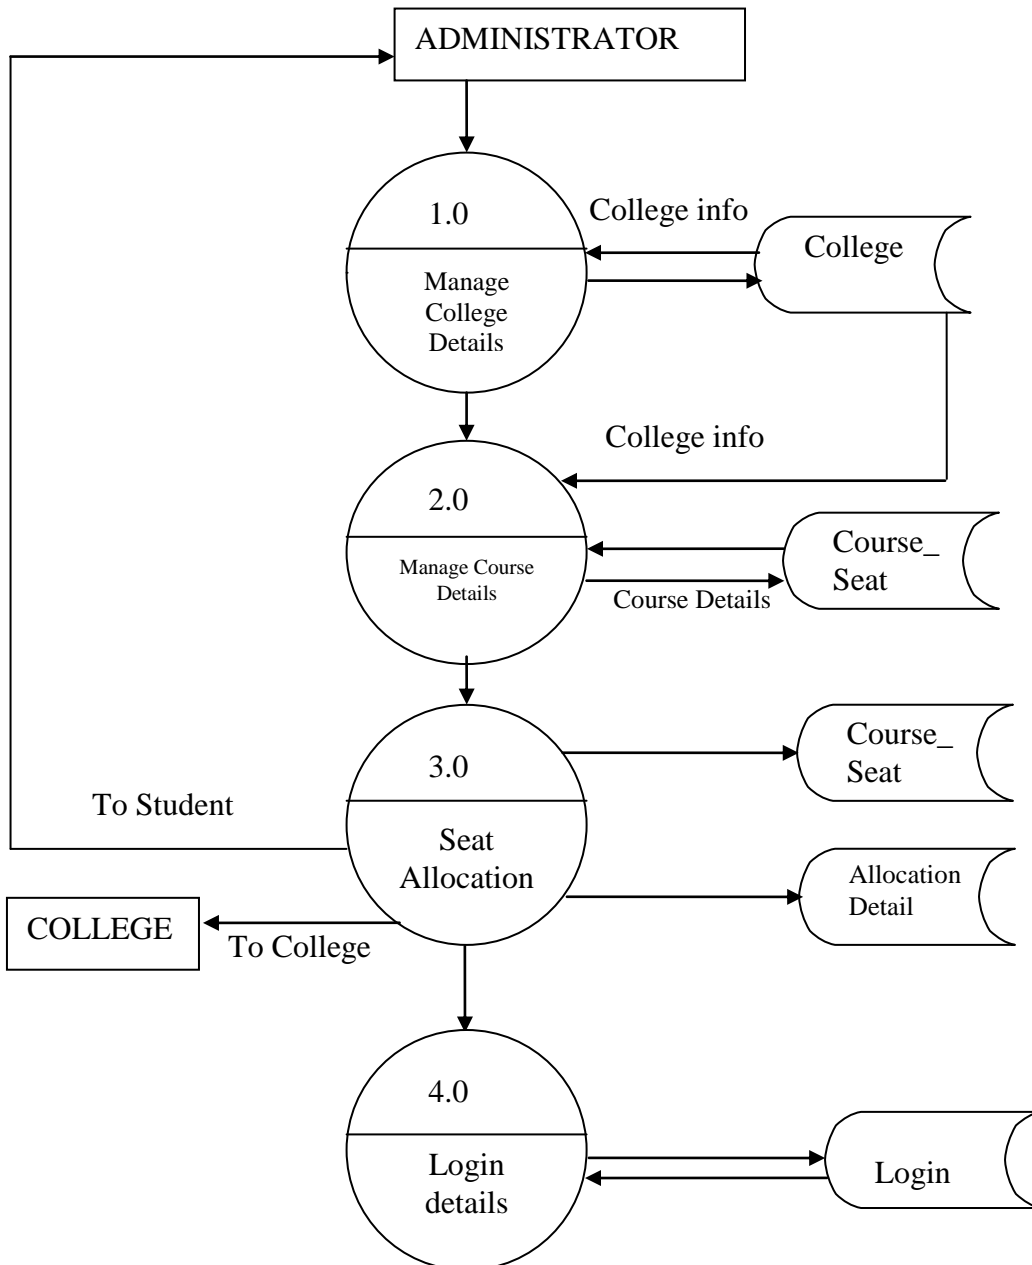 ADMINISTRATOR
1.0
College info
College
Manage
College
Details
College info
2.0
Course_
Seat
Manage Course
Details
Course Details
3.0
Course_
Seat
To Student
Seat
Allocation
Allocation
Detail
COLLEGE
To College
4.0
Login
details
Login